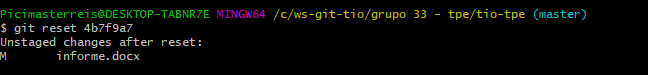 Picimasterreis@DESKTOP-TABNR7E MINGW64 /c/ws-git-tio/grupo 33 - tpe/tio-tpe (master)
$ git reset 4b7f9a7
Unstaged changes after reset:
M       informe.docx